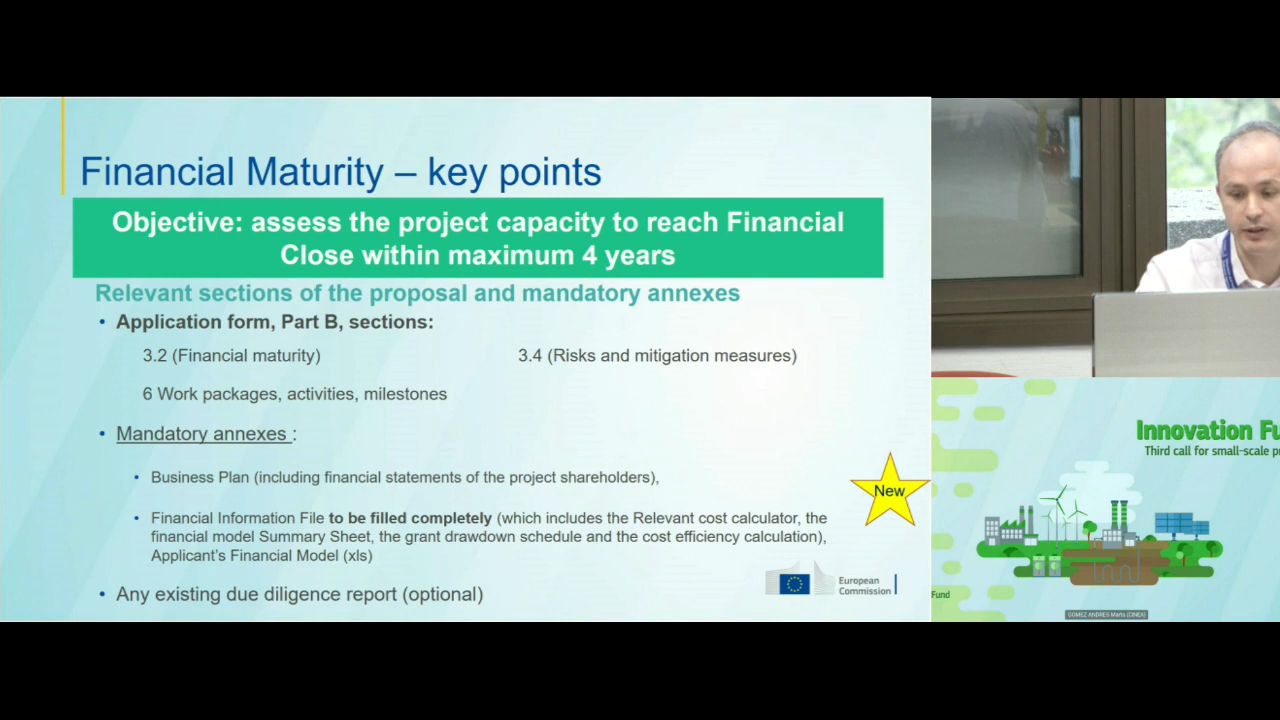 Financial Maturity – key points
Objective: assess the project capacity to reach Financial
Close within maximum 4 years
Relevant sections of the proposal and mandatory annexes
• Application form, Part B, sections:
3.2 (Financial maturity)
3.4 (Risks and mitigation measures)
6 Work packages, activities, milestones
• Mandatory annexes :
• Business Plan (including financial statements of the project shareholders),
New
• Financial Information File to be filled completely (which includes the Relevant cost calculator, the
financial model Summary Sheet, the grant drawdown schedule and the cost efficiency calculation),
Applicant's Financial Model (xls)
• Any existing due diligence report (optional)
European
Commission
Innovation Fu
Third call for small-scale pr
Fund
GOMEZ ANDRES Marta (CINEA)